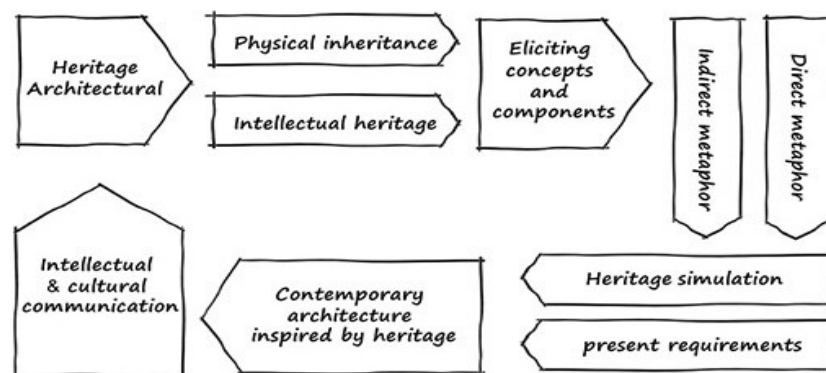 Heritage
Architectural
Physical inheritance
Intellectual heritage
Eliciting
concepts
and
components
Indirect metaphor
Direct metaphor
Heritage simulation
present requirements
Contemporary
architecture
inspired by heritage
Intellectual
& cultural
communication